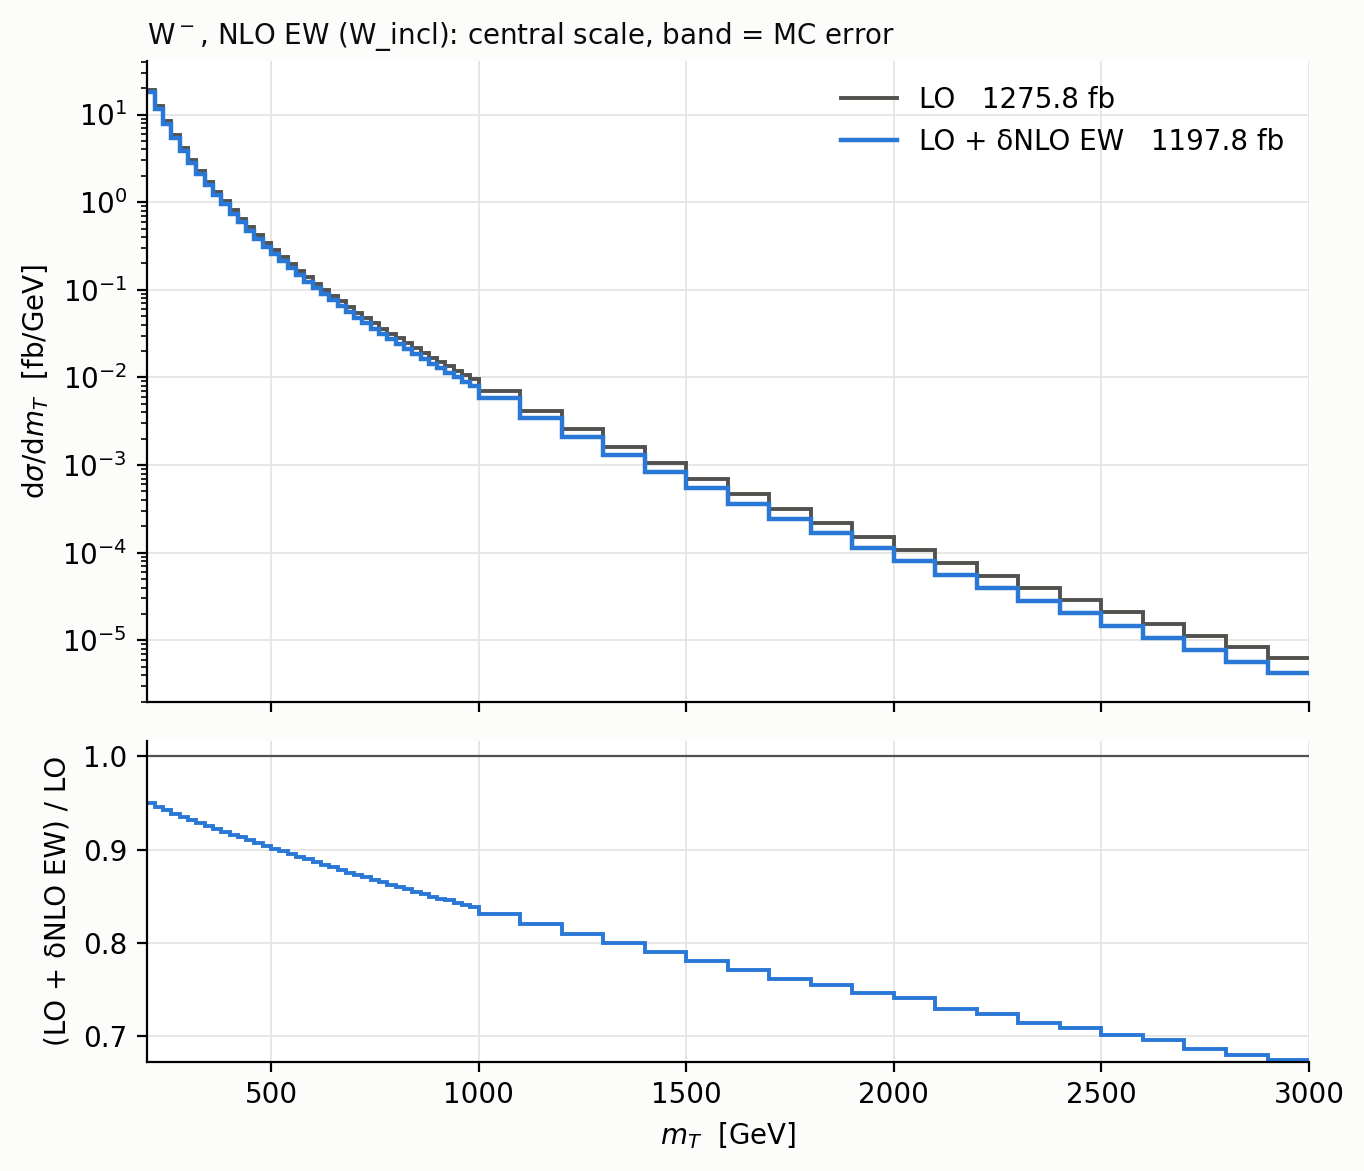 W⁻, NLO EW (W_incl): central scale, band = MC error
LO 1275.8 fb
LO + δNLO EW 1197.8 fb
dσ/dm_T [fb/GeV]
10¹
10⁰
10⁻¹
10⁻²
10⁻³
10⁻⁴
10⁻⁵
(LO + δNLO EW) / LO
1.0
0.9
0.8
0.7
500 1000 1500 2000 2500 3000
m_T [GeV]